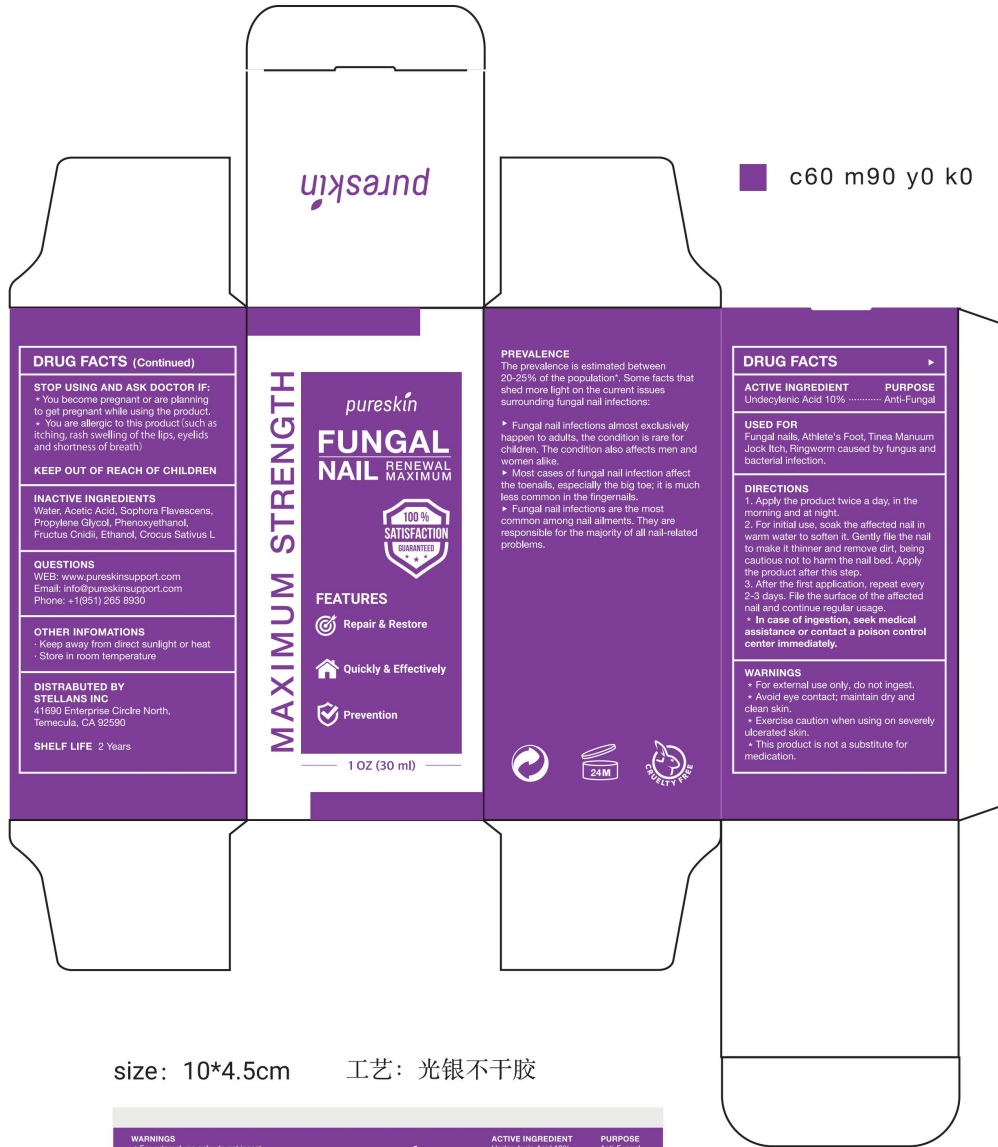 pureskin
c60 m90 y0 k0
DRUG FACTS (Continued)
STOP USING AND ASK DOCTOR IF:
* You become pregnant or are planning
to get pregnant while using the product.
* You are allergic to this product(such as
itching, rash swelling of the lips, eyelids
and shortness of breath)
KEEP OUT OF REACH OF CHILDREN
INACTIVE INGREDIENTS
Water, Acetic Acid, Sophora Flavescens,
Propylene Glycol, Phenoxyethanol,
Fructus Cnidii, Ethanol, Crocus Sativus L
QUESTIONS
WEB: www.pureskinsupport.com
Email: info@pureskinsupport.com
Phone: +1(951) 265 8930
OTHER INFOMATIONS
· Keep away from direct sunlight or heat
· Store in room temperature
DISTRABUTED BY
STELLANS INC
41690 Enterprise Circlre North,
Temecula, CA 92590
SHELF LIFE 2 Years
MAXIMUM STRENGTH
pureskin
FUNGAL
NAIL RENEWAL
MAXIMUM
100 %
SATISFACTION
GUARANTEED
FEATURES
Repair & Restore
Quickly & Effectively
Prevention
1 OZ (30 ml)
PREVALENCE
The prevalence is estimated between
20-25% of the population*. Some facts that
shed more light on the current issues
surrounding fungal nail infections:
▶ Fungal nail infections almost exclusively
happen to adults, the condition is rare for
children. The condition also affects men and
women alike.
▶ Most cases of fungal nail infection affect
the toenails, especially the big toe; it is much
less common in the fingernails.
▶ Fungal nail infections are the most
common among nail ailments. They are
responsible for the majority of all nail-related
problems.
24M
CRUELTY FREE
DRUG FACTS ▶
ACTIVE INGREDIENT PURPOSE
Undecylenic Acid 10% ············ Anti-Fungal
USED FOR
Fungal nails, Athlete's Foot, Tinea Manuum
Jock Itch, Ringworm caused by fungus and
bacterial infection.
DIRECTIONS
1. Apply the product twice a day, in the
morning and at night.
2. For initial use, soak the affected nail in
warm water to soften it. Gently file the nail
to make it thinner and remove dirt, being
cautious not to harm the nail bed. Apply
the product after this step.
3. After the first application, repeat every
2-3 days. File the surface of the affected
nail and continue regular usage.
* In case of ingestion, seek medical
assistance or contact a poison control
center immediately.
WARNINGS
* For external use only, do not ingest.
* Avoid eye contact; maintain dry and
clean skin.
* Exercise caution when using on severely
ulcerated skin.
* This product is not a substitute for
medication.
size: 10*4.5cm 工艺: 光银不干胶
WARNINGS
ACTIVE INGREDIENT PURPOSE